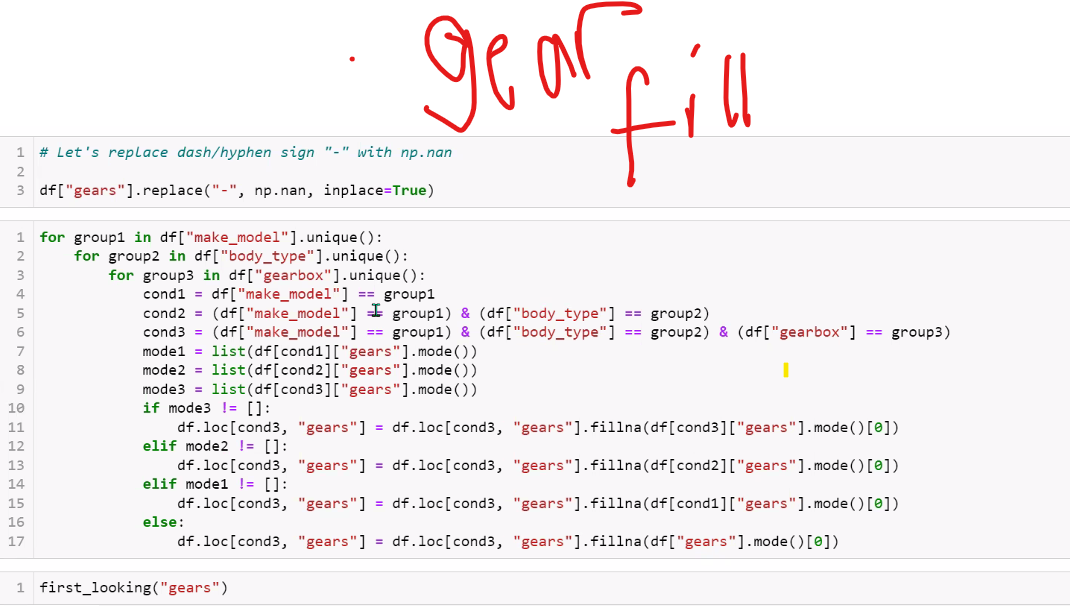 gear
fill
1 # Let's replace dash/hyphen sign "-" with np.nan
2
3 df["gears"].replace("-", np.nan, inplace=True)
1 for group1 in df["make_model"].unique():
2     for group2 in df["body_type"].unique():
3         for group3 in df["gearbox"].unique():
4             cond1 = df["make_model"] == group1
5             cond2 = (df["make_model"] == group1) & (df["body_type"] == group2)
6             cond3 = (df["make_model"] == group1) & (df["body_type"] == group2) & (df["gearbox"] == group3)
7             mode1 = list(df[cond1]["gears"].mode())
8             mode2 = list(df[cond2]["gears"].mode())
9             mode3 = list(df[cond3]["gears"].mode())
10             if mode3 != []:
11                 df.loc[cond3, "gears"] = df.loc[cond3, "gears"].fillna(df[cond3]["gears"].mode()[0])
12             elif mode2 != []:
13                 df.loc[cond3, "gears"] = df.loc[cond3, "gears"].fillna(df[cond2]["gears"].mode()[0])
14             elif mode1 != []:
15                 df.loc[cond3, "gears"] = df.loc[cond3, "gears"].fillna(df[cond1]["gears"].mode()[0])
16             else:
17                 df.loc[cond3, "gears"] = df.loc[cond3, "gears"].fillna(df["gears"].mode()[0])
1 first_looking("gears")